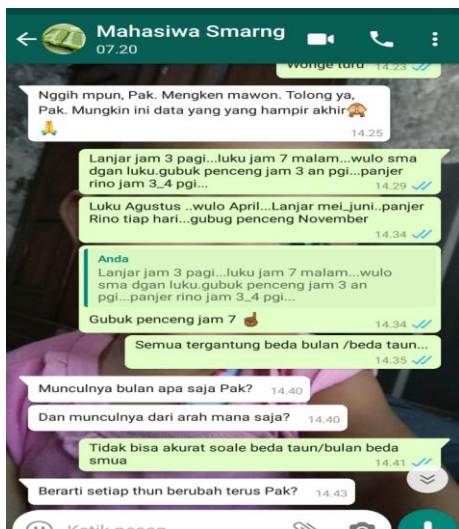 Mahasiwa Smarng
07.20
Wonge turu 14.23
Nggih mpun, Pak. Mengken mawon. Tolong ya,
Pak. Mungkin ini data yang yang hampir akhir
14.25
Lanjar jam 3 pagi...luku jam 7 malam...wulo sma
dgan luku.gubuk penceng jam 3 an pgi...panjer
rino jam 3_4 pgi...
14.29
Luku Agustus ..wulo April...Lanjar mei_juni..panjer
Rino tiap hari...gubug penceng November
14.34
Anda
Lanjar jam 3 pagi...luku jam 7 malam...wulo
sma dgan luku.gubuk penceng jam 3 an
pgi...panjer rino jam 3_4 pgi...
Gubuk penceng jam 7
14.34
Semua tergantung beda bulan /beda taun...
14.35
Munculnya bulan apa saja Pak? 14.40
Dan munculnya dari arah mana saja? 14.40
Tidak bisa akurat soale beda taun/bulan beda
smua
14.41
Berarti setiap thun berubah terus Pak? 14.43
Ketik pesan